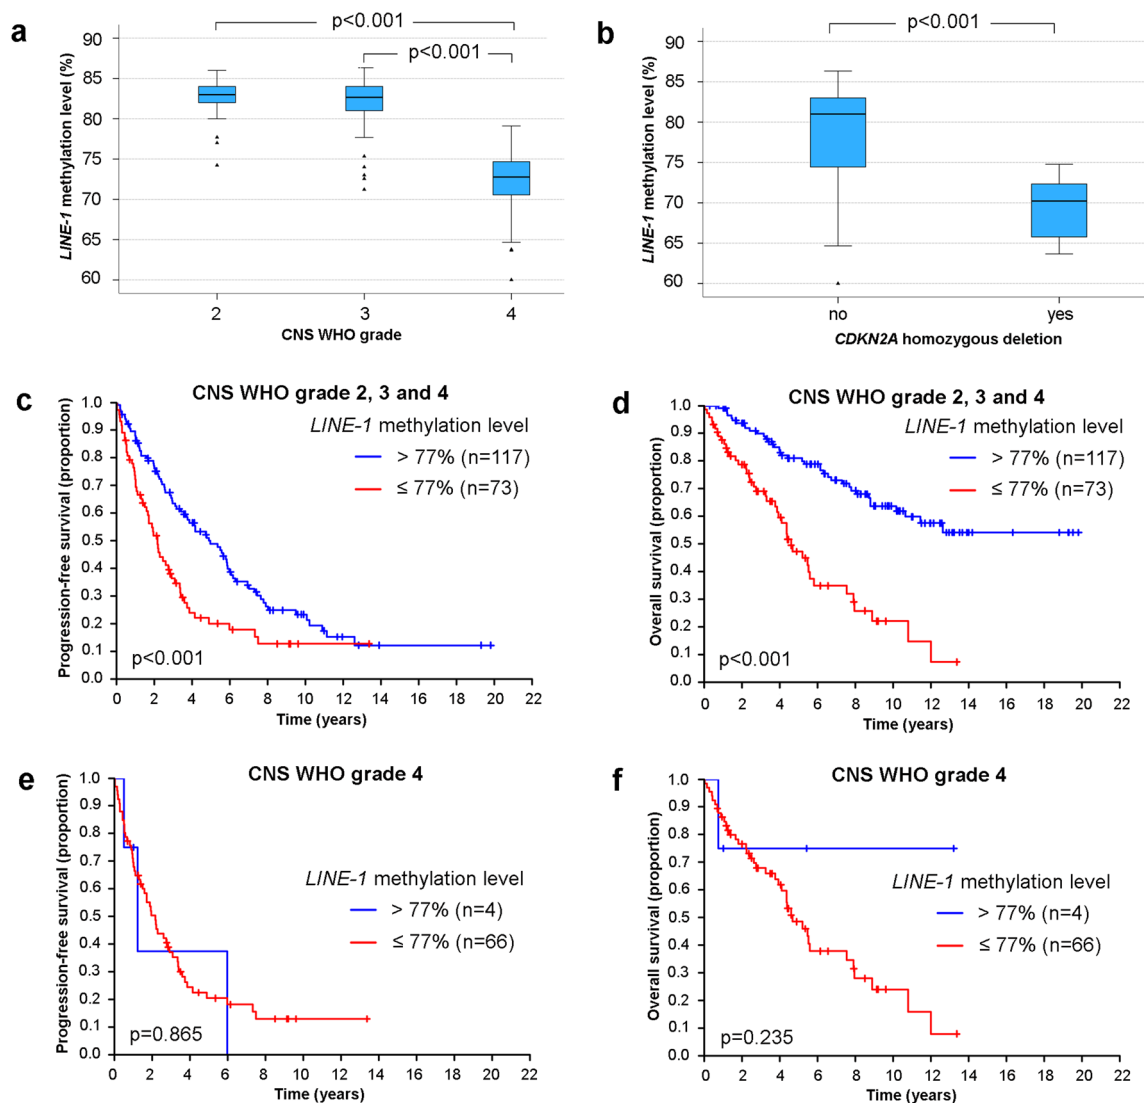 a
p<0.001
p<0.001
LINE-1 methylation level (%)
90
85
80
75
70
65
60
2 3 4
CNS WHO grade
b
p<0.001
LINE-1 methylation level (%)
90
85
80
75
70
65
60
no yes
CDKN2A homozygous deletion
c
CNS WHO grade 2, 3 and 4
LINE-1 methylation level
> 77% (n=117)
≤ 77% (n=73)
Progression-free survival (proportion)
1.0
0.9
0.8
0.7
0.6
0.5
0.4
0.3
0.2
0.1
0.0
p<0.001
0 2 4 6 8 10 12 14 16 18 20 22
Time (years)
d
CNS WHO grade 2, 3 and 4
LINE-1 methylation level
> 77% (n=117)
≤ 77% (n=73)
Overall survival (proportion)
1.0
0.9
0.8
0.7
0.6
0.5
0.4
0.3
0.2
0.1
0.0
p<0.001
0 2 4 6 8 10 12 14 16 18 20 22
Time (years)
e
CNS WHO grade 4
LINE-1 methylation level
> 77% (n=4)
≤ 77% (n=66)
Progression-free survival (proportion)
1.0
0.9
0.8
0.7
0.6
0.5
0.4
0.3
0.2
0.1
0.0
p=0.865
0 2 4 6 8 10 12 14 16 18 20 22
Time (years)
f
CNS WHO grade 4
LINE-1 methylation level
> 77% (n=4)
≤ 77% (n=66)
Overall survival (proportion)
1.0
0.9
0.8
0.7
0.6
0.5
0.4
0.3
0.2
0.1
0.0
p=0.235
0 2 4 6 8 10 12 14 16 18 20 22
Time (years)